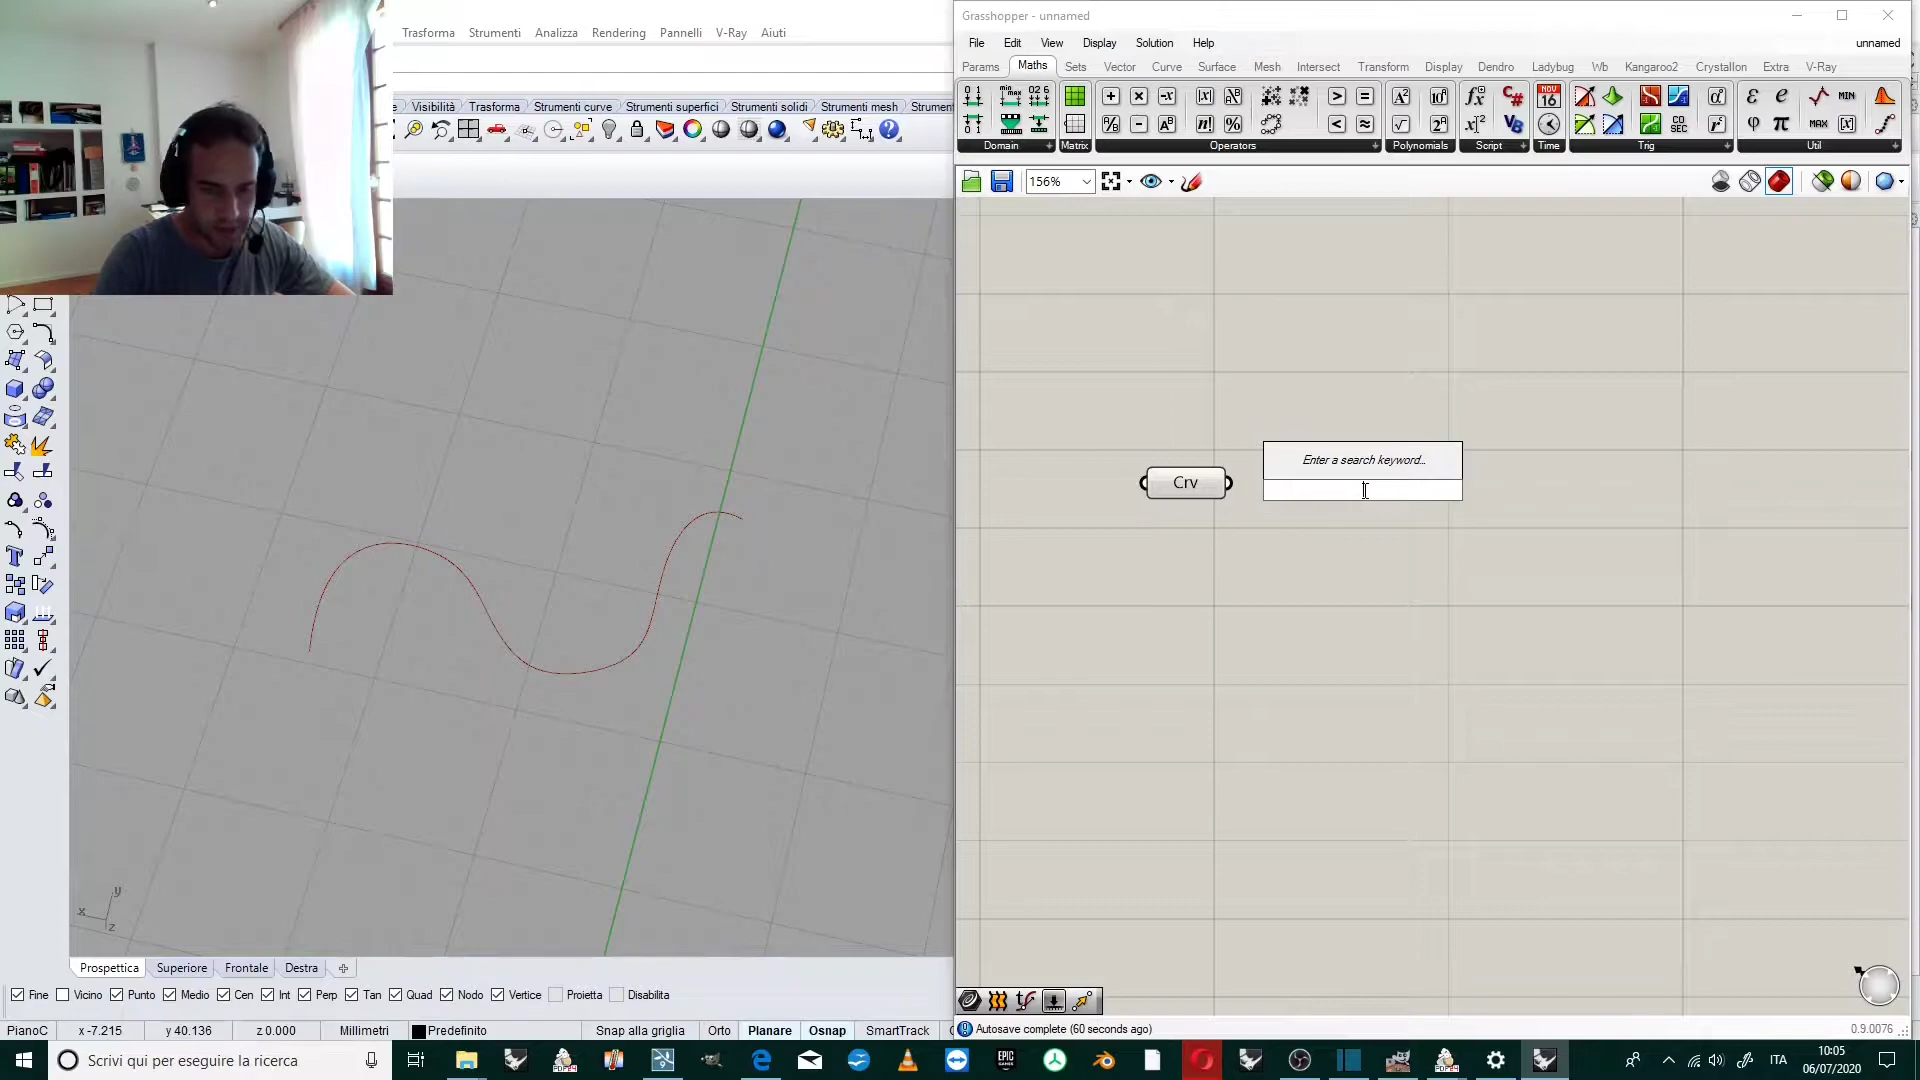 Grasshopper - unnamed
Trasforma Strumenti Analizza Rendering Pannelli V-Ray Aiuti
File Edit View Display Solution Help unnamed
Params Maths Sets Vector Curve Surface Mesh Intersect Transform Display Dendro Ladybug Wb Kangaroo2 Crystallon Extra V-Ray
Visibilità Trasforma Strumenti curve Strumenti superfici Strumenti solidi Strumenti mesh
Domain Matrix Operators Polynomials Script Time Trig Util
156%
Enter a search keyword...
Crv
y
x
z
Prospettica Superiore Frontale Destra
Fine Vicino Punto Medio Cen Int Perp Tan Quad Nodo Vertice Proietta Disabilita
PianoC x -7.215 y 40.136 z 0.000 Millimetri Predefinito Snap alla griglia Orto Planare Osnap SmartTrack
Autosave complete (60 seconds ago) 0.9.0076
Scrivi qui per eseguire la ricerca ITA 10:05
06/07/2020